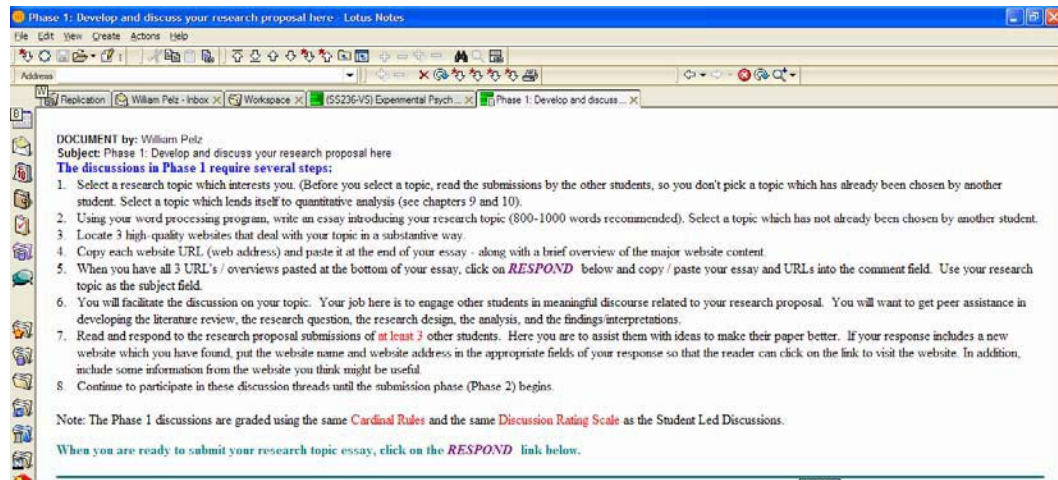 Phase 1: Develop and discuss your research proposal here - Lotus Notes
File Edit View Create Actions Help
Address
Replication William Pelz - Inbox Workspace (SS236-VS) Experimental Psych... Phase 1: Develop and discuss...
DOCUMENT by: William Pelz
Subject: Phase 1: Develop and discuss your research proposal here
The discussions in Phase 1 require several steps:
1. Select a research topic which interests you. (Before you select a topic, read the submissions by the other students, so you don't pick a topic which has already been chosen by another
student. Select a topic which lends itself to quantitative analysis (see chapters 9 and 10).
2. Using your word processing program, write an essay introducing your research topic (800-1000 words recommended). Select a topic which has not already been chosen by another student.
3. Locate 3 high-quality websites that deal with your topic in a substantive way.
4. Copy each website URL (web address) and paste it at the end of your essay - along with a brief overview of the major website content.
5. When you have all 3 URL's / overviews pasted at the bottom of your essay, click on RESPOND below and copy / paste your essay and URLs into the comment field. Use your research
topic as the subject field.
6. You will facilitate the discussion on your topic. Your job here is to engage other students in meaningful discourse related to your research proposal. You will want to get peer assistance in
developing the literature review, the research question, the research design, the analysis, and the findings/interpretations.
7. Read and respond to the research proposal submissions of at least 3 other students. Here you are to assist them with ideas to make their paper better. If your response includes a new
website which you have found, put the website name and website address in the appropriate fields of your response so that the reader can click on the link to visit the website. In addition,
include some information from the website you think might be useful.
8. Continue to participate in these discussion threads until the submission phase (Phase 2) begins.
Note: The Phase 1 discussions are graded using the same Cardinal Rules and the same Discussion Rating Scale as the Student Led Discussions.
When you are ready to submit your research topic essay, click on the RESPOND link below.